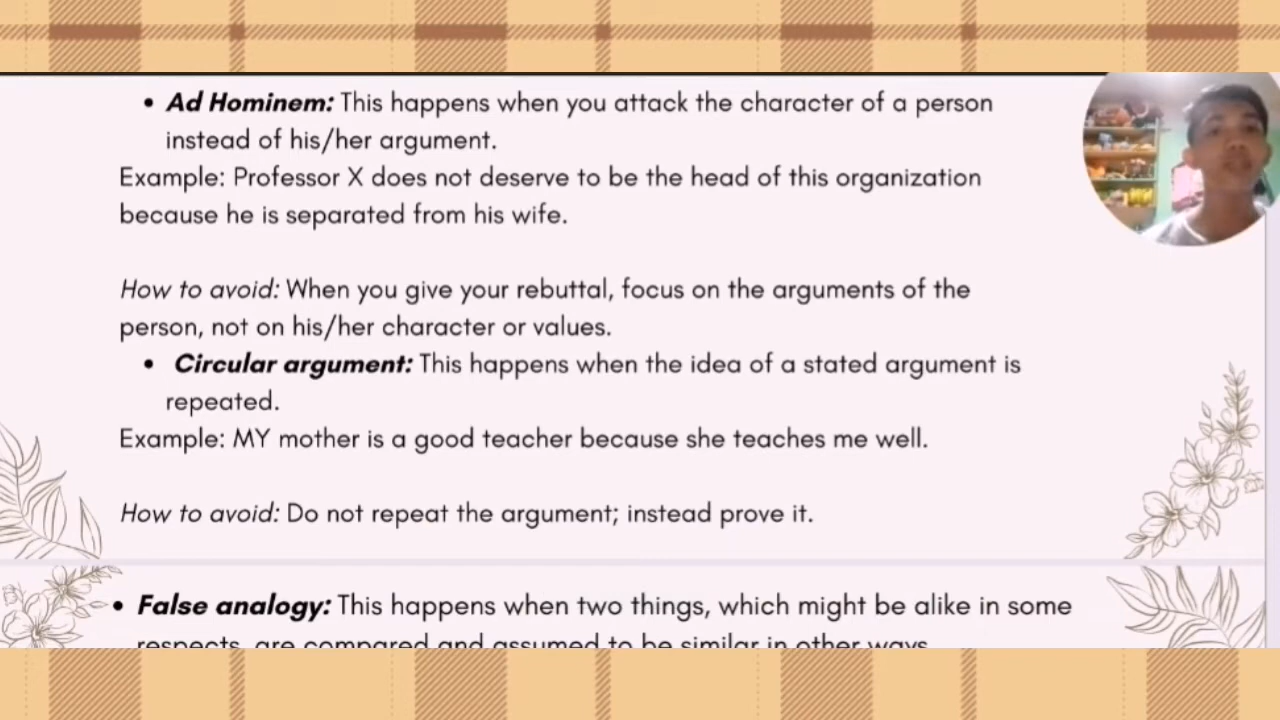 • Ad Hominem: This happens when you attack the character of a person
instead of his/her argument.
Example: Professor X does not deserve to be the head of this organization
because he is separated from his wife.
How to avoid: When you give your rebuttal, focus on the arguments of the
person, not on his/her character or values.
• Circular argument: This happens when the idea of a stated argument is
repeated.
Example: MY mother is a good teacher because she teaches me well.
How to avoid: Do not repeat the argument; instead prove it.
• False analogy: This happens when two things, which might be alike in some
respects, are compared and assumed to be similar in other ways.